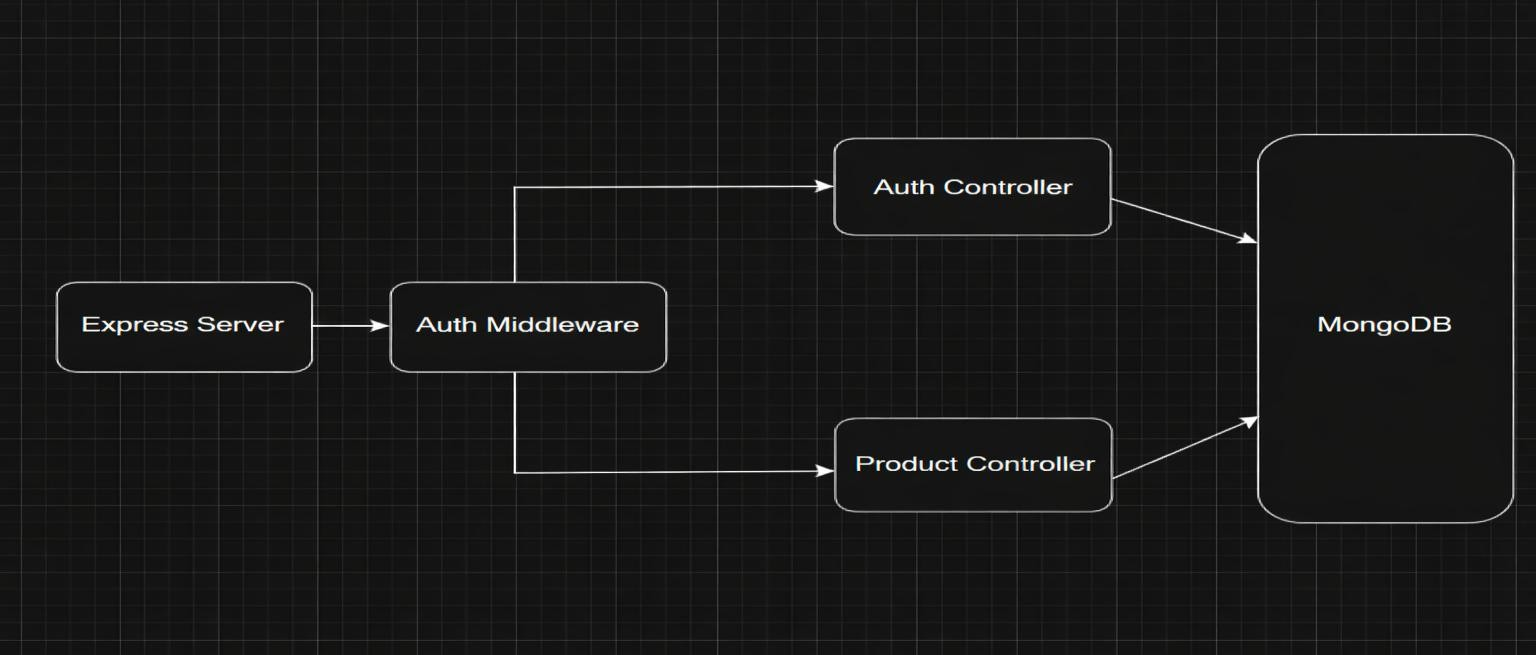 Express Server
Auth Middleware
Auth Controller
Product Controller
MongoDB